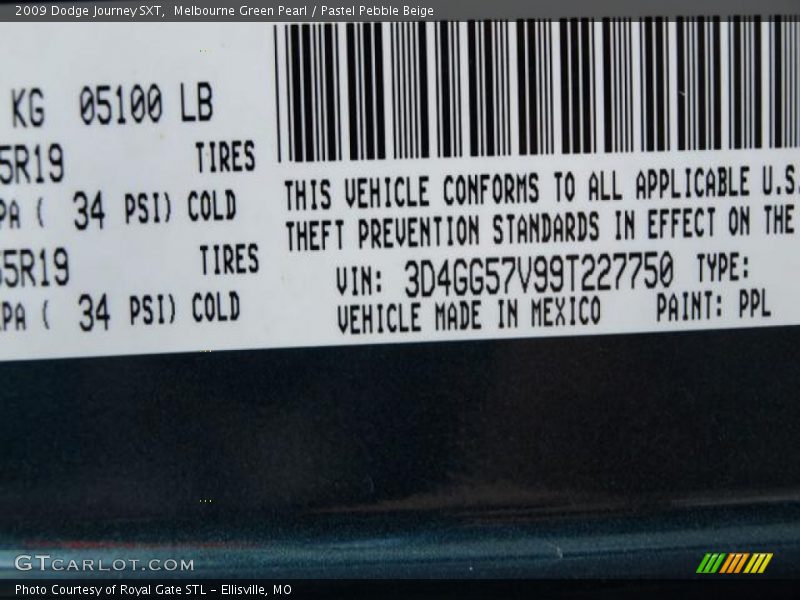 2009 Dodge Journey SXT, Melbourne Green Pearl / Pastel Pebble Beige
KG 05100 LB
5R19 TIRES
PA ( 34 PSI) COLD
5R19 TIRES
PA ( 34 PSI) COLD
THIS VEHICLE CONFORMS TO ALL APPLICABLE U.S.
THEFT PREVENTION STANDARDS IN EFFECT ON THE
VIN: 3D4GG57V99T227750 TYPE:
VEHICLE MADE IN MEXICO PAINT: PPL
GTCARLOT.COM
Photo Courtesy of Royal Gate STL - Ellisville, MO